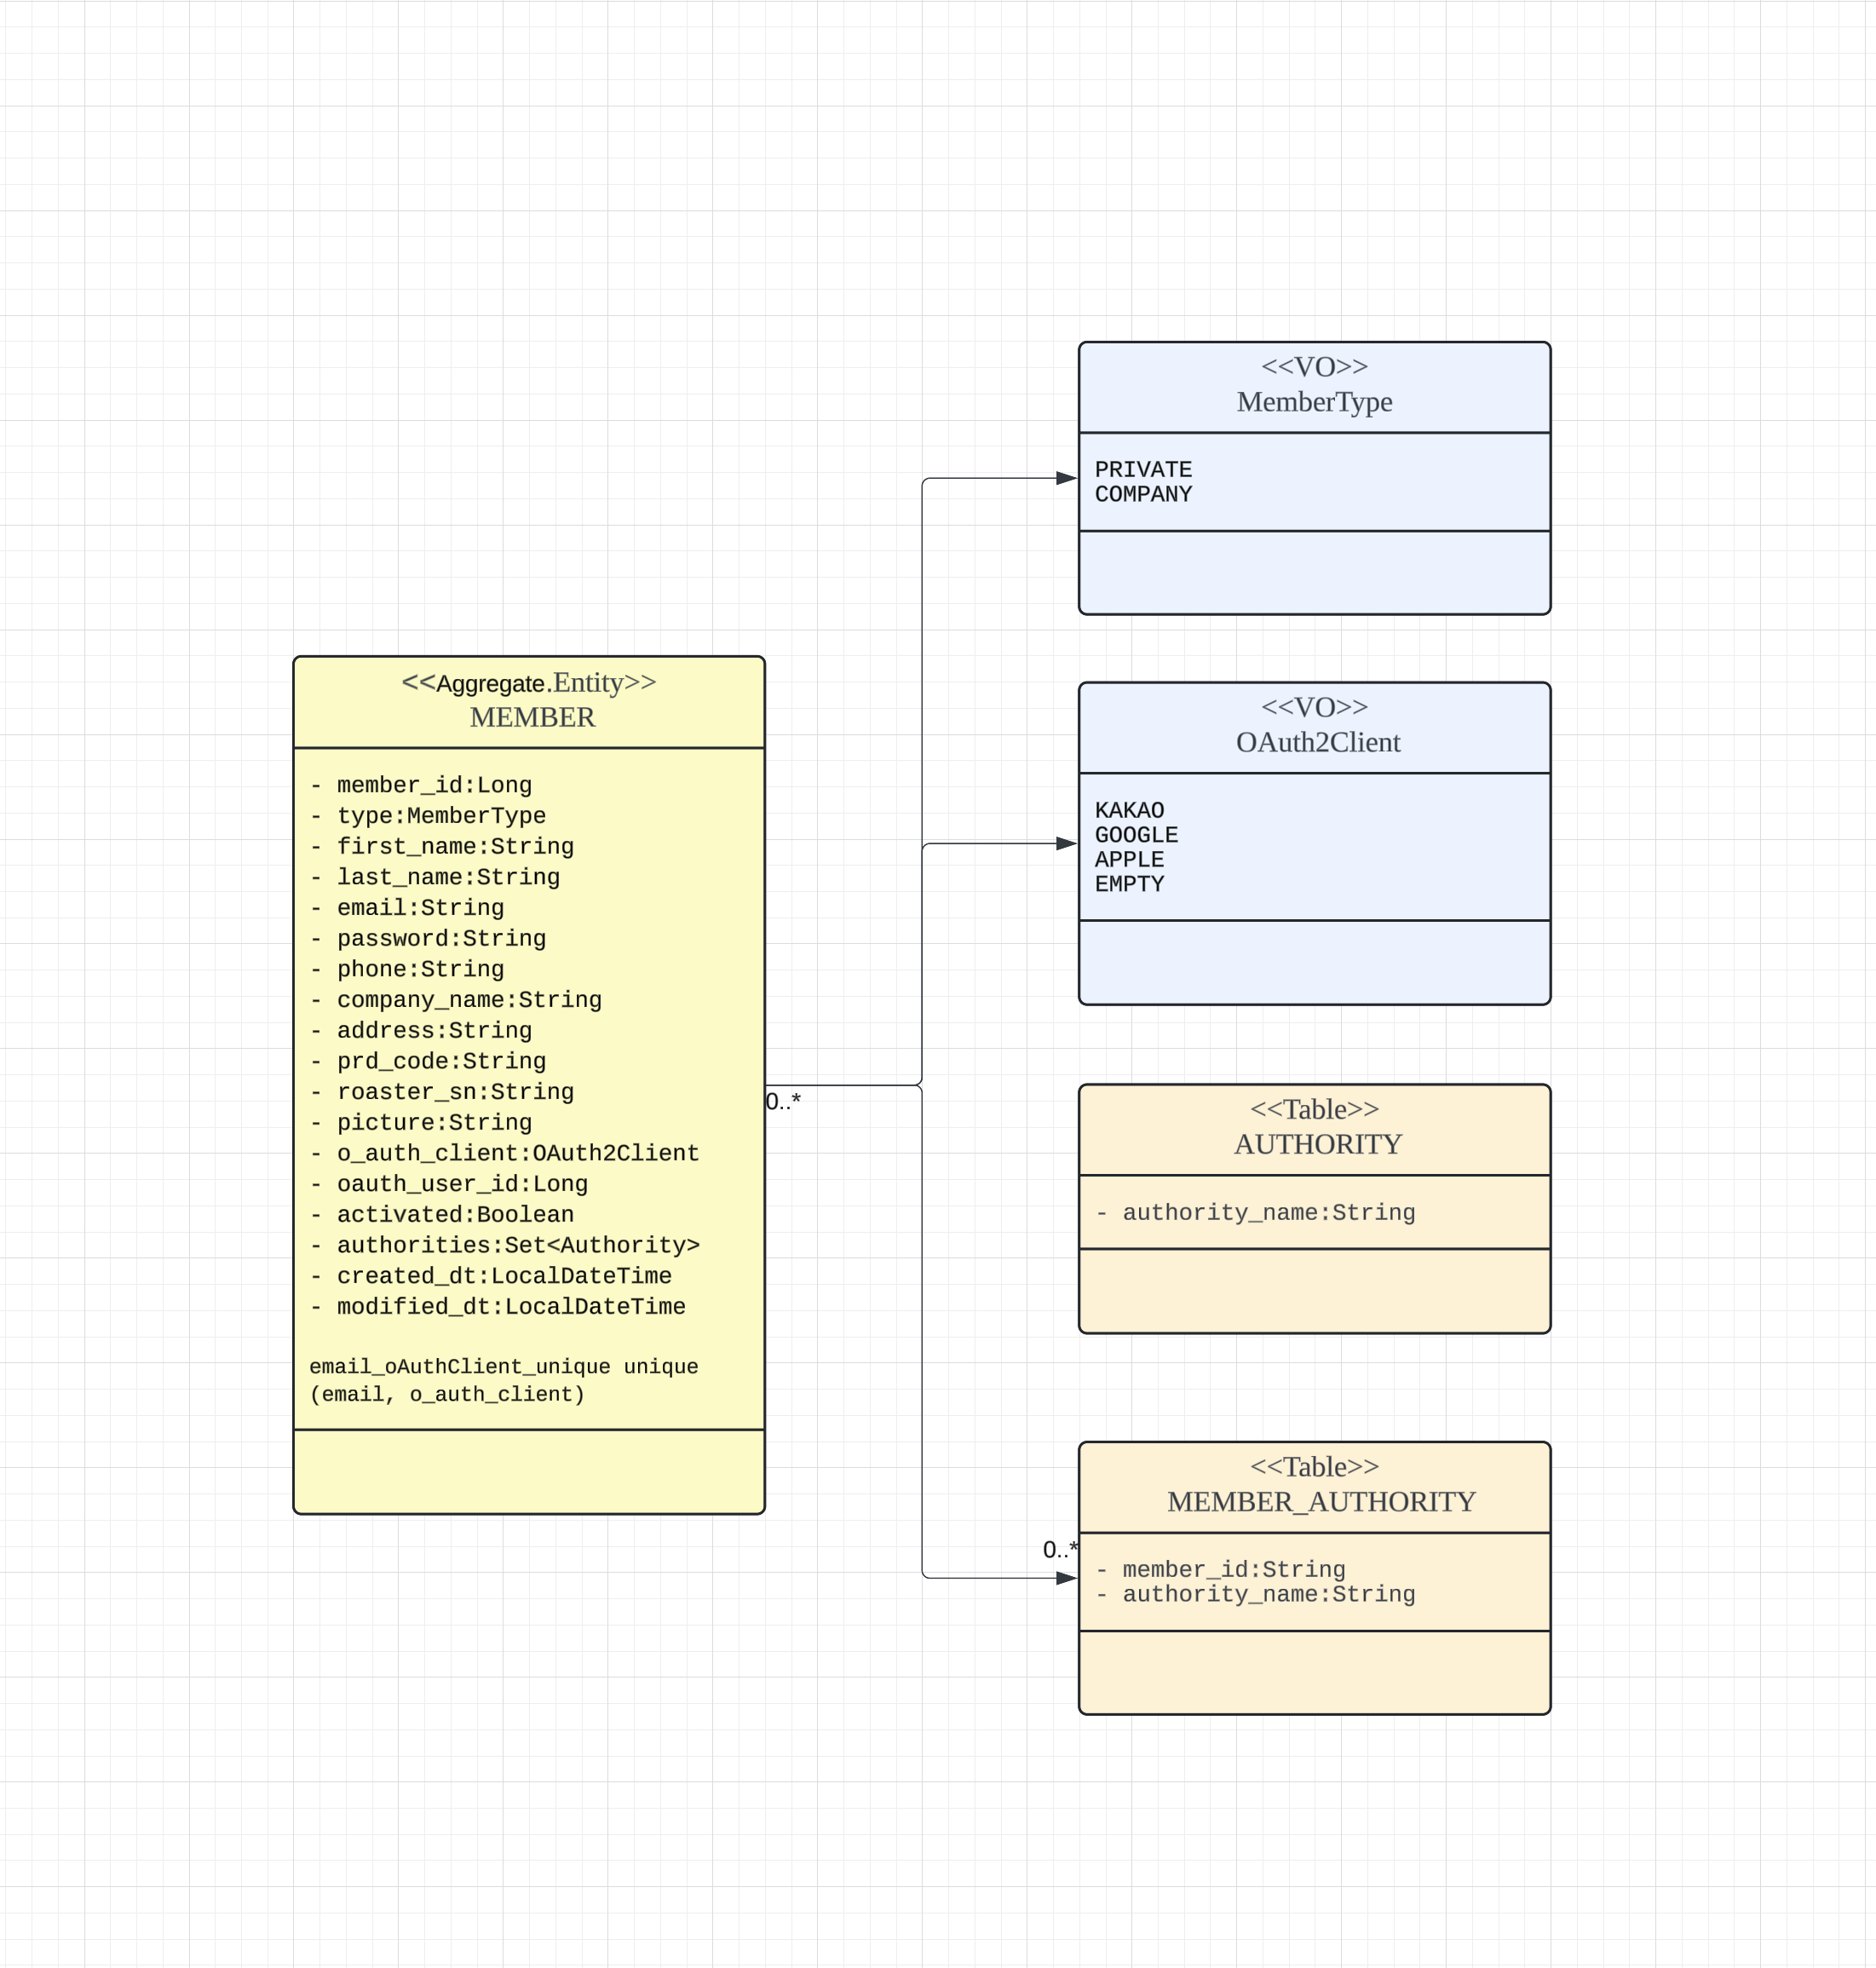 <<Aggregate.Entity>>
MEMBER
- member_id:Long
- type:MemberType
- first_name:String
- last_name:String
- email:String
- password:String
- phone:String
- company_name:String
- address:String
- prd_code:String
- roaster_sn:String
- picture:String
- o_auth_client:OAuth2Client
- oauth_user_id:Long
- activated:Boolean
- authorities:Set<Authority>
- created_dt:LocalDateTime
- modified_dt:LocalDateTime
email_oAuthClient_unique unique
(email, o_auth_client)
0..*
<<VO>>
MemberType
PRIVATE
COMPANY
<<VO>>
OAuth2Client
KAKAO
GOOGLE
APPLE
EMPTY
<<Table>>
AUTHORITY
- authority_name:String
0..*
<<Table>>
MEMBER_AUTHORITY
- member_id:String
- authority_name:String